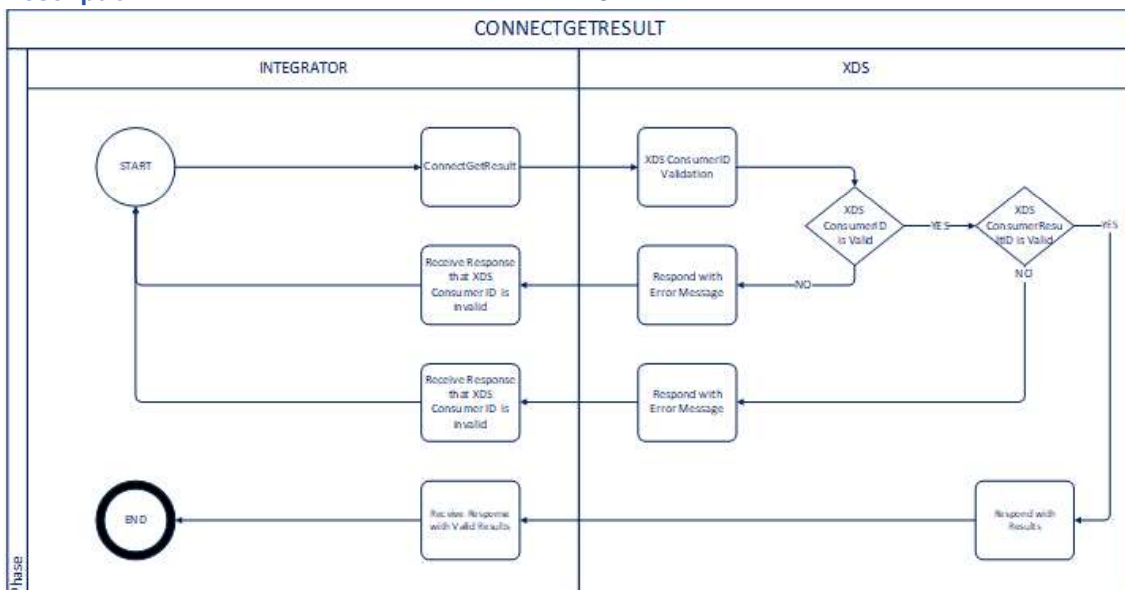 CONNECTGETRESULT
INTEGRATOR
XDS
START
ConnectGetResult
XDS ConsumerID
Validation
XDS
ConsumerID
is Valid
YES
XDS
ConsumerResu
ltID is Valid
YES
NO
NO
Respond with
Error Message
Receive Response
that XDS
Consumer ID is
invalid
Respond with
Error Message
Receive Response
that XDS
Consumer ID is
invalid
END
Receive Response
with Valid Results
Respond with
Results
Phase